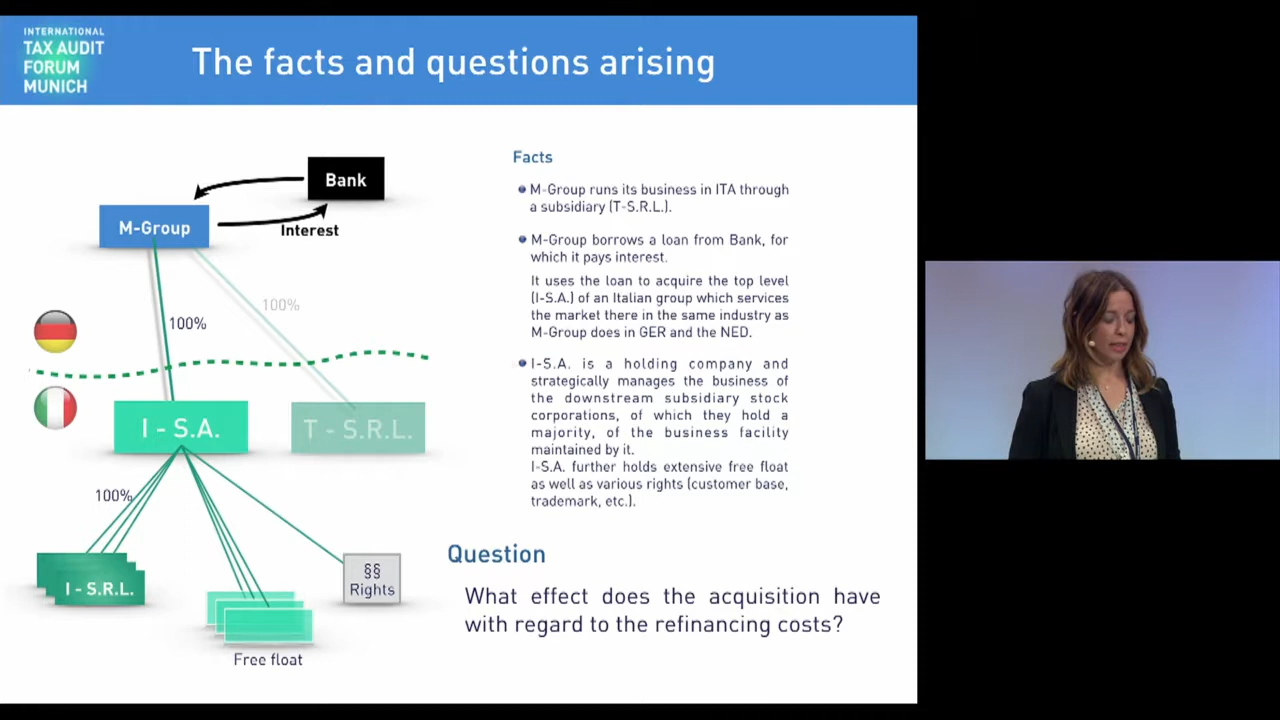 INTERNATIONAL
TAX AUDIT
FORUM
MUNICH
The facts and questions arising
Bank
M-Group
Interest
100%
100%
I - S.A.
T - S.R.L.
100%
I - S.R.L.
§§
Rights
Free float
Facts
M-Group runs its business in ITA through
a subsidiary (T-S.R.L.).
M-Group borrows a loan from Bank, for
which it pays interest.
It uses the loan to acquire the top level
(I-S.A.) of an Italian group which services
the market there in the same industry as
M-Group does in GER and the NED.
I-S.A. is a holding company and
strategically manages the business of
the downstream subsidiary stock
corporations, of which they hold a
majority, of the business facility
maintained by it.
I-S.A. further holds extensive free float
as well as various rights (customer base,
trademark, etc.).
Question
What effect does the acquisition have
with regard to the refinancing costs?